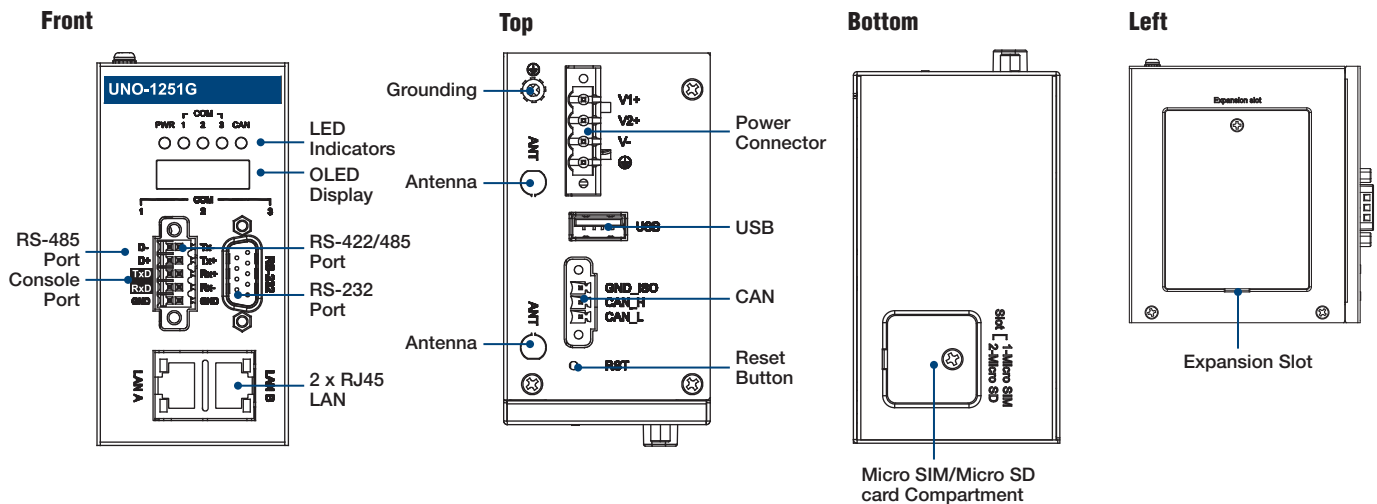 Front
UNO-1251G
COM
PWR 1 2 3 CAN
LED
Indicators
OLED
Display
COM
1 2 3
RS-485
Port
Console
Port
D-
D+
TxD
RxD
GND
Tx-
Tx+
Rx+
Rx-
GND
RS-232
RS-422/485
Port
RS-232
Port
LAN A
LAN B
2 x RJ45
LAN
Top
Grounding
ANT
Antenna
V1+
V2+
V-
Power
Connector
USB
USB
GND_ISO
CAN_H
CAN_L
CAN
ANT
Antenna
RST
Reset
Button
Bottom
Slot
1-Micro SIM
2-Micro SD
Micro SIM/Micro SD
card Compartment
Left
Expansion slot
Expansion Slot